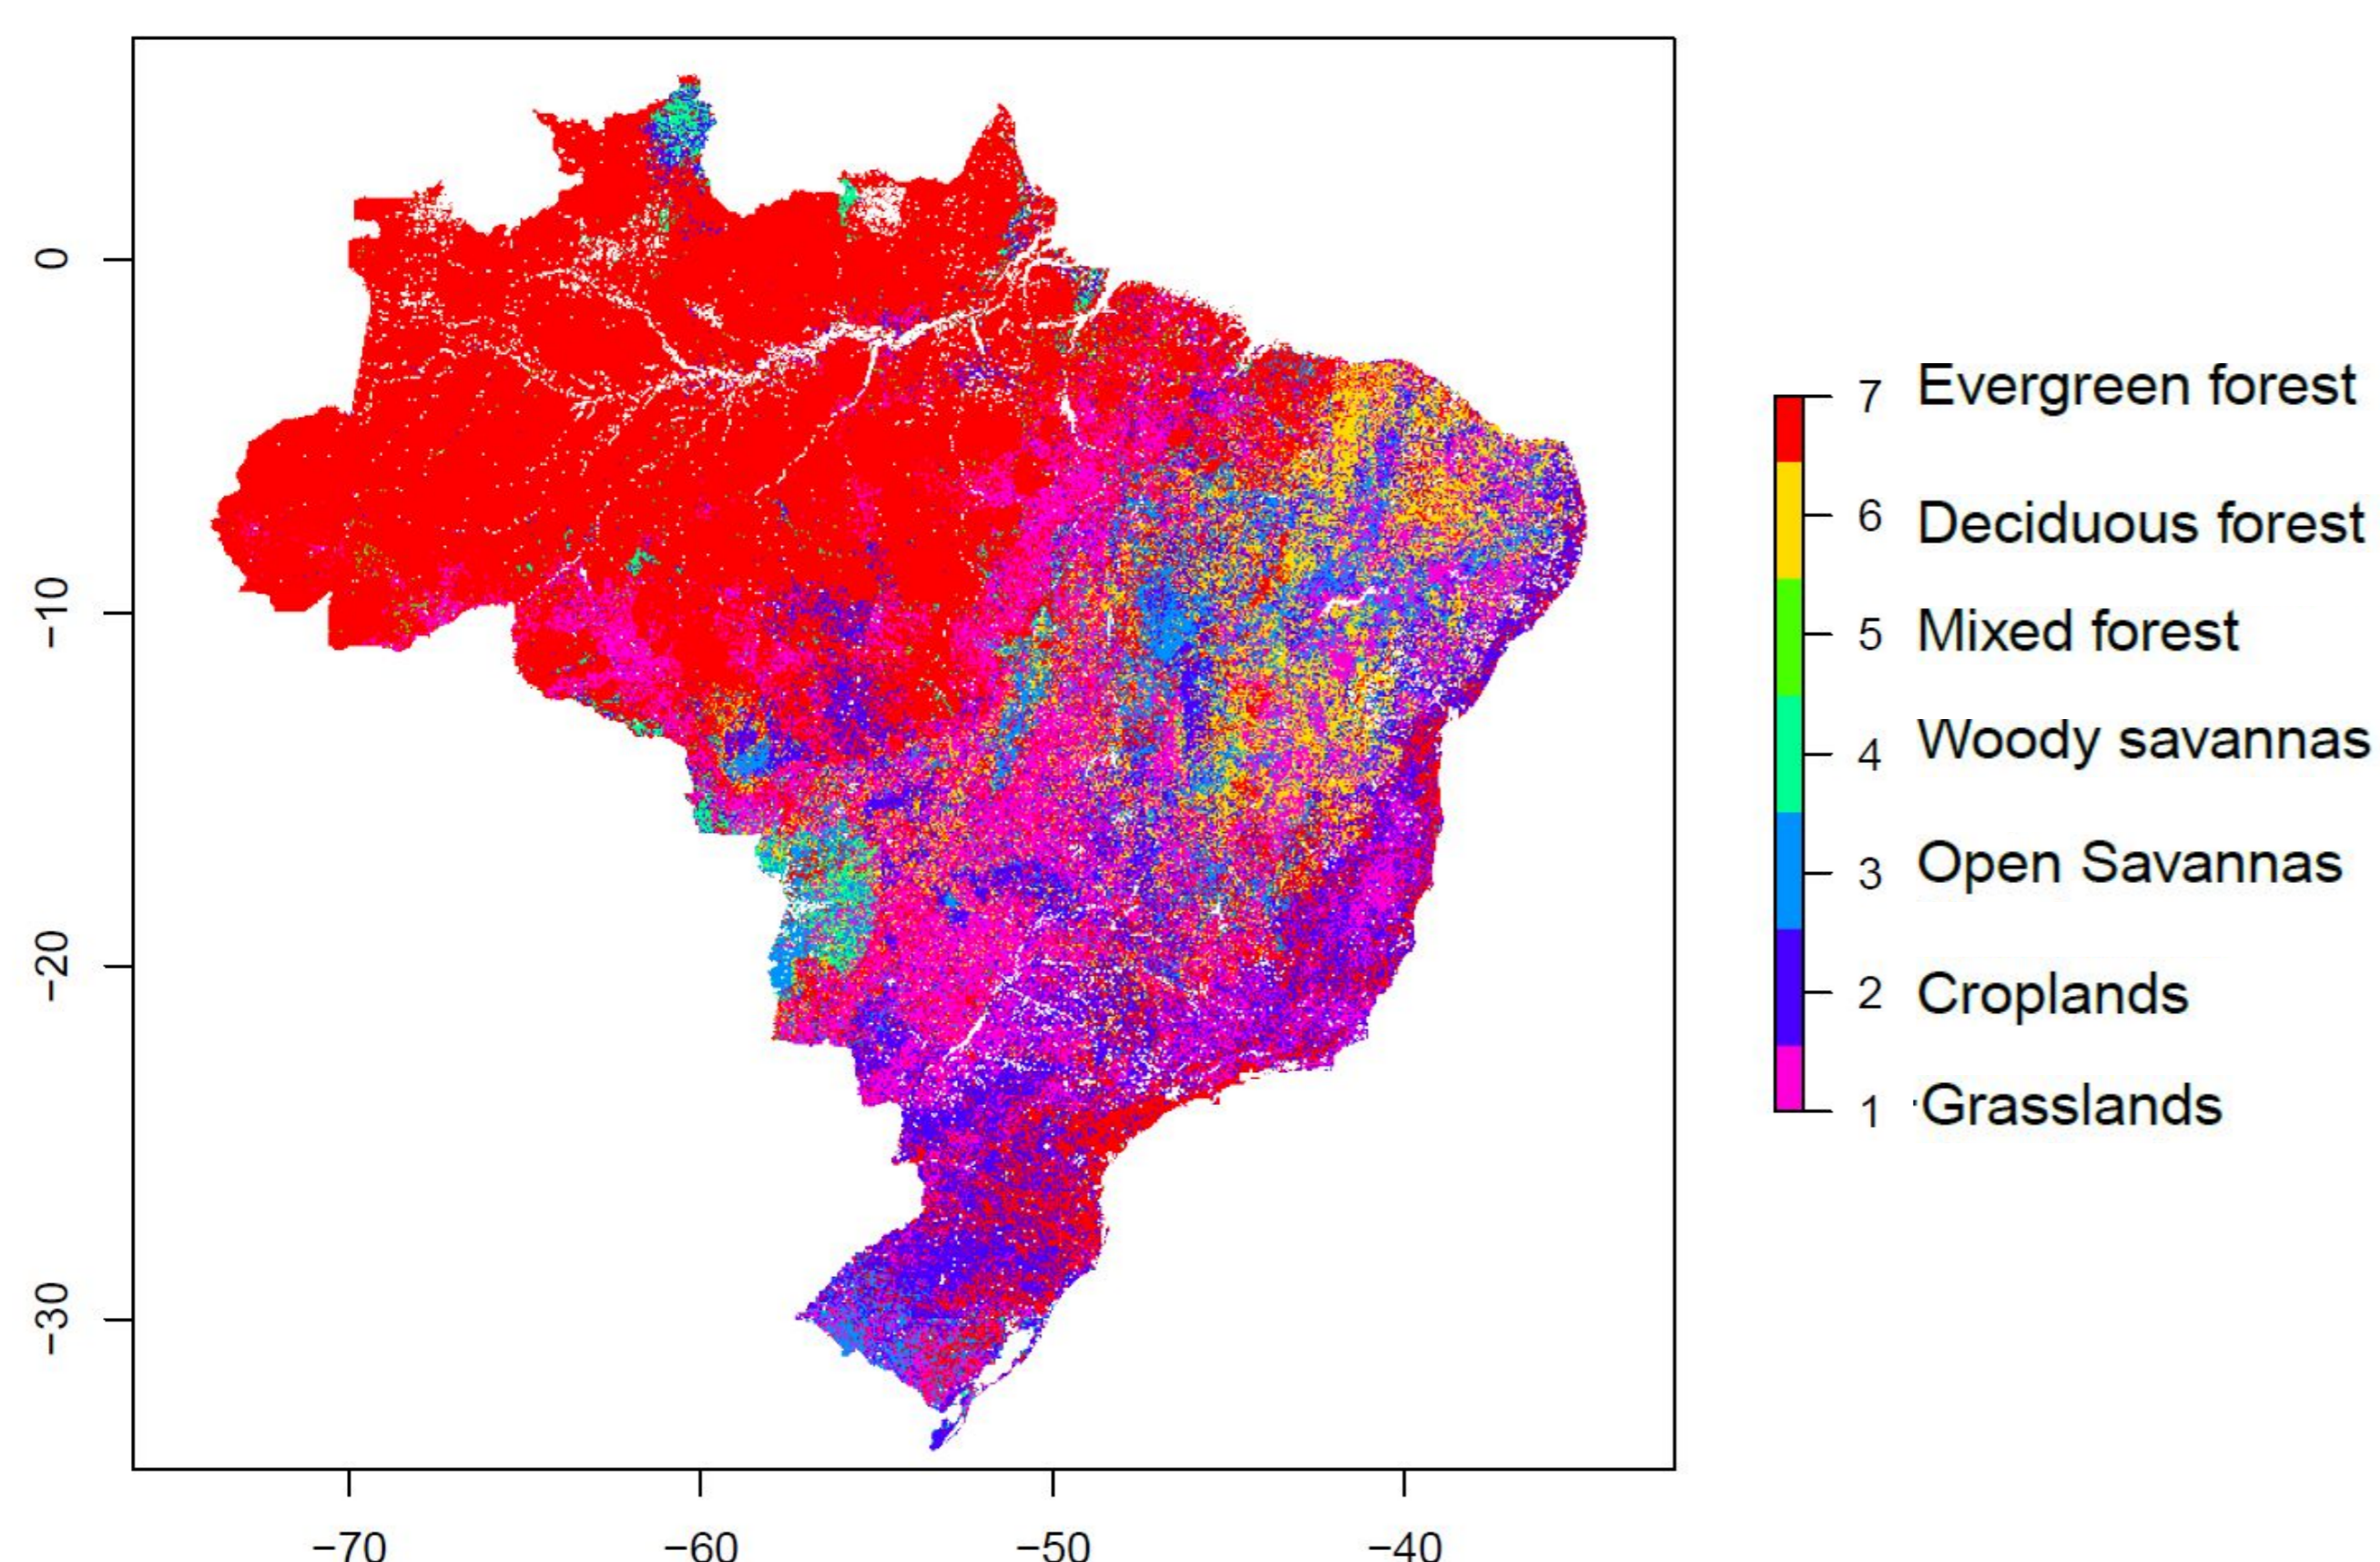 0
−10
−20
−30
−70
−60
−50
−40
7 Evergreen forest
6 Deciduous forest
5 Mixed forest
4 Woody savannas
3 Open Savannas
2 Croplands
1 Grasslands